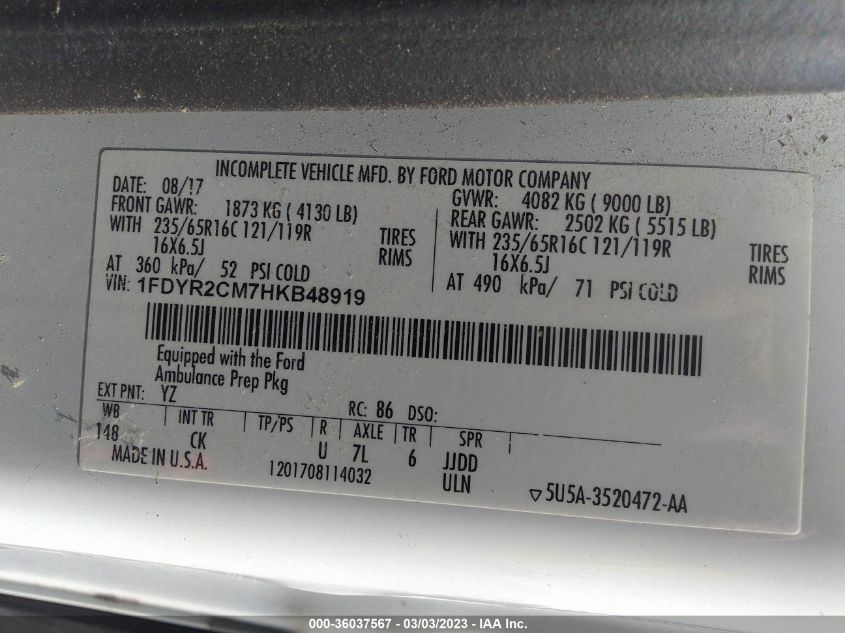 INCOMPLETE VEHICLE MFD. BY FORD MOTOR COMPANY
DATE: 08/17 GVWR: 4082 KG ( 9000 LB)
FRONT GAWR: 1873 KG ( 4130 LB) REAR GAWR: 2502 KG ( 5515 LB)
WITH 235/65R16C 121/119R TIRES WITH 235/65R16C 121/119R TIRES
16X6.5J RIMS 16X6.5J RIMS
AT 360 kPa/ 52 PSI COLD AT 490 kPa/ 71 PSI COLD
VIN: 1FDYR2CM7HKB48919
Equipped with the Ford
Ambulance Prep Pkg
EXT PNT: YZ RC: 86 DSO:
WB INT TR TP/PS R AXLE TR SPR
148 CK U 7L 6 JJDD
MADE IN U.S.A. 1201708114032 ULN ▽5U5A-3520472-AA
000-36037567 - 03/03/2023 - IAA Inc.